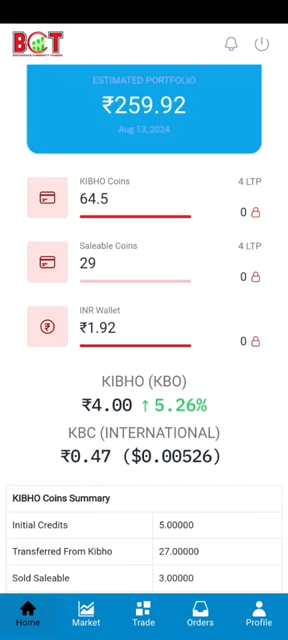 BCT
ESTIMATED PORTFOLIO
₹259.92
Aug 13, 2024
KIBHO Coins
4 LTP
64.5
0
Saleable Coins
4 LTP
29
0
INR Wallet
₹1.92
0
KIBHO (KBO)
₹4.00 ↑ 5.26%
KBC (INTERNATIONAL)
₹0.47 ($0.00526)
KIBHO Coins Summary
Initial Credits 5.00000
Transferred From Kibho 27.00000
Sold Saleable 3.00000
Home Market Trade Orders Profile